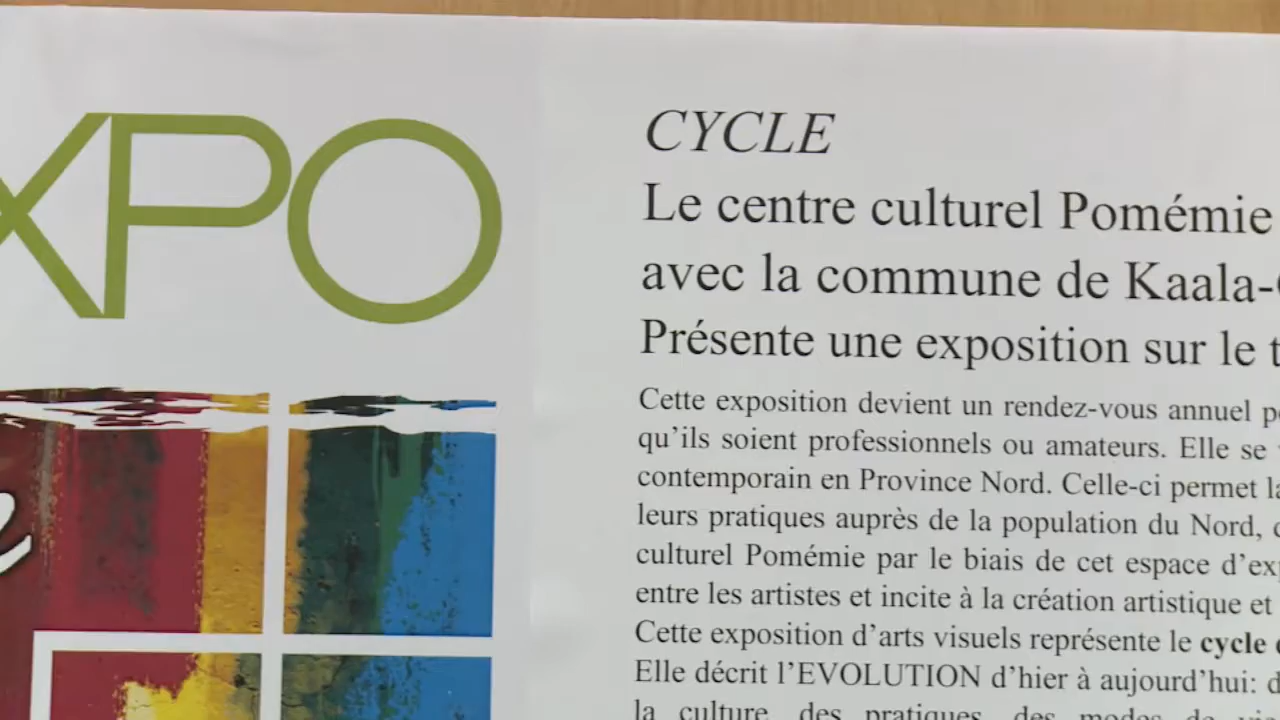 XPO
CYCLE
Le centre culturel Pomémie
avec la commune de Kaala-
Présente une exposition sur le
Cette exposition devient un rendez-vous annuel
qu’ils soient professionnels ou amateurs. Elle se
contemporain en Province Nord. Celle-ci permet
leurs pratiques auprès de la population du Nord,
culturel Pomémie par le biais de cet espace
entre les artistes et incite à la création artistique et
Cette exposition d’arts visuels représente le cycle
Elle décrit l’EVOLUTION d’hier à aujourd’hui:
la culture des pratiques des modes de